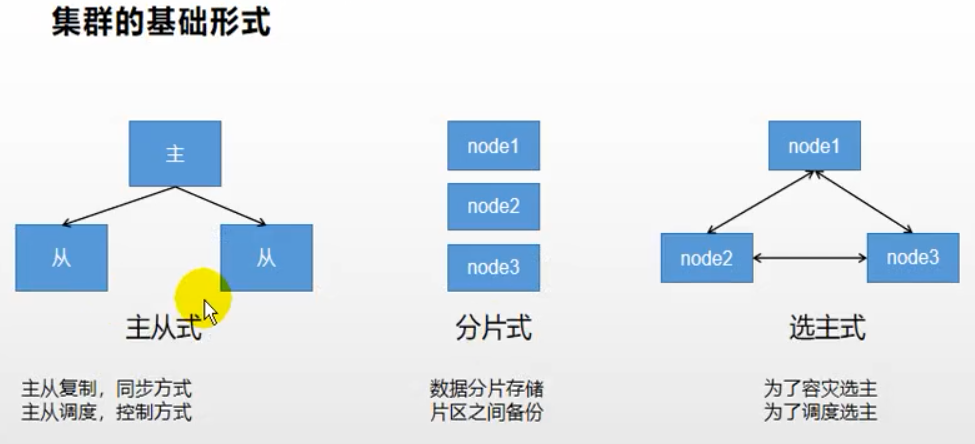 集群的基础形式
主
从
从
主从式
主从复制，同步方式
主从调度，控制方式
node1
node2
node3
分片式
数据分片存储
片区之间备份
node1
node2
node3
选主式
为了容灾选主
为了调度选主